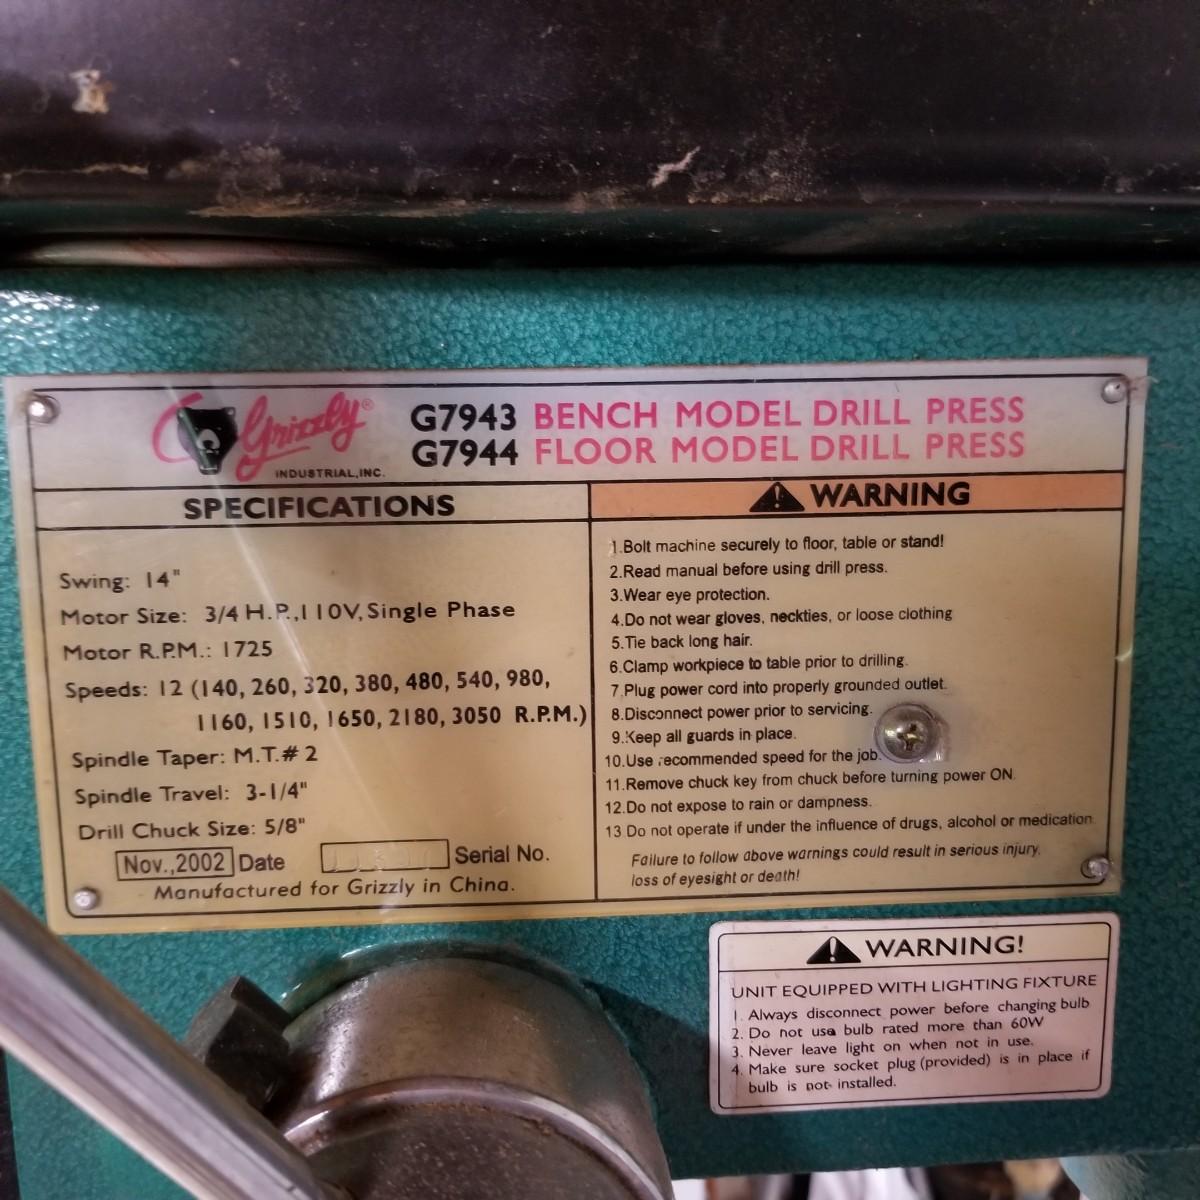 Grizzly®
INDUSTRIAL, INC.
G7943 BENCH MODEL DRILL PRESS
G7944 FLOOR MODEL DRILL PRESS
SPECIFICATIONS
Swing: 14"
Motor Size: 3/4 H.P.,110V, Single Phase
Motor R.P.M.: 1725
Speeds: 12 (140, 260, 320, 380, 480, 540, 980,
1160, 1510, 1650, 2180, 3050 R.P.M.)
Spindle Taper: M.T.# 2
Spindle Travel: 3-1/4"
Drill Chuck Size: 5/8"
Nov.,2002 Date
Serial No.
Manufactured for Grizzly in China.
WARNING
1.Bolt machine securely to floor, table or stand!
2.Read manual before using drill press.
3.Wear eye protection.
4.Do not wear gloves, neckties, or loose clothing
5.Tie back long hair.
6.Clamp workpiece to table prior to drilling.
7.Plug power cord into properly grounded outlet.
8.Disconnect power prior to servicing.
9.Keep all guards in place.
10.Use recommended speed for the job.
11.Remove chuck key from chuck before turning power ON.
12.Do not expose to rain or dampness.
13.Do not operate if under the influence of drugs, alcohol or medication.
Failure to follow above warnings could result in serious injury,
loss of eyesight or death!
WARNING!
UNIT EQUIPPED WITH LIGHTING FIXTURE
1. Always disconnect power before changing bulb
2. Do not use bulb rated more than 60W
3. Never leave light on when not in use.
4. Make sure socket plug (provided) is in place if
bulb is not installed.